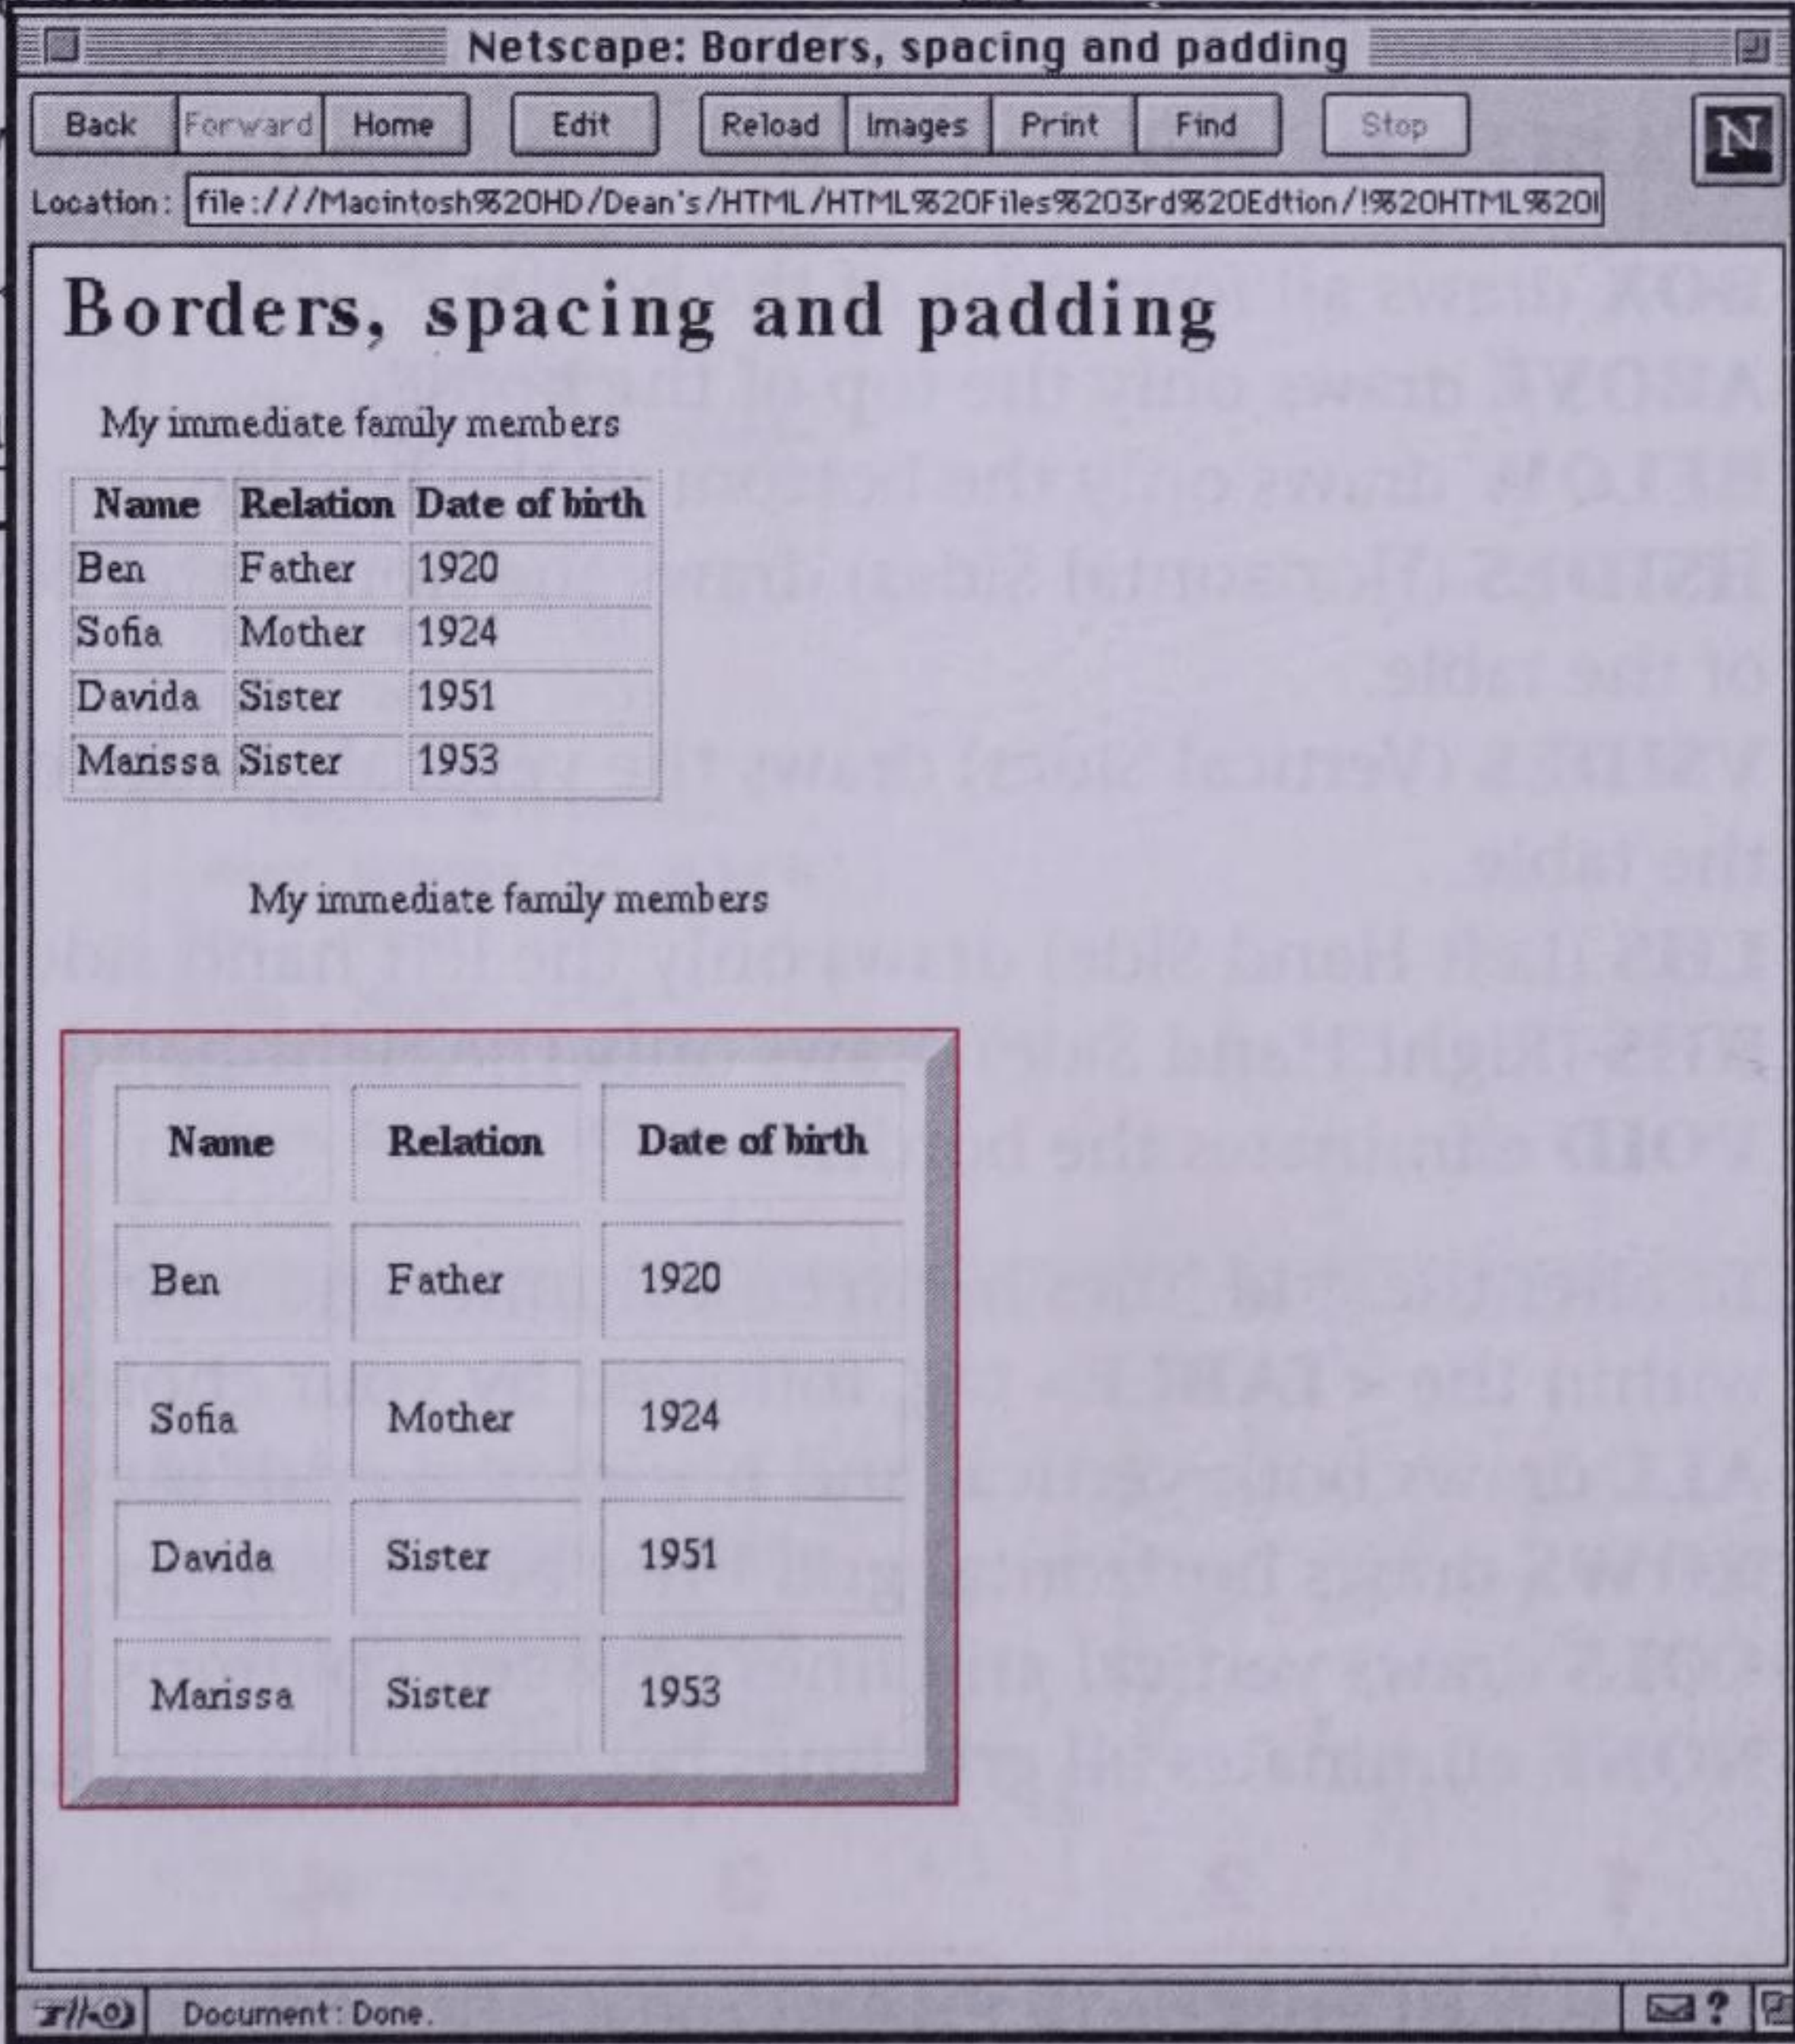 Netscape: Borders, spacing and padding
Back Forward Home Edit Reload Images Print Find Stop N
Location: file:///Macintosh%20HD/Dean's/HTML/HTML%20Files%203rd%20Edtion/!%20HTML%20I
Borders, spacing and padding
My immediate family members
Name Relation Date of birth
Ben Father 1920
Sofia Mother 1924
Davida Sister 1951
Marissa Sister 1953
My immediate family members
Name Relation Date of birth
Ben Father 1920
Sofia Mother 1924
Davida Sister 1951
Marissa Sister 1953
Document: Done. ?